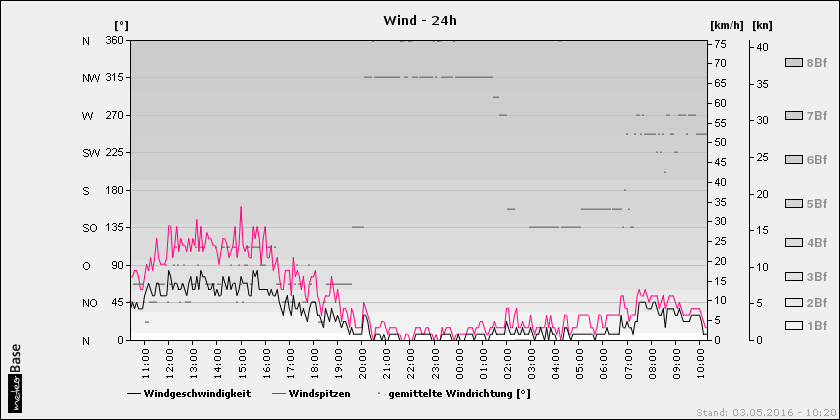 Wind - 24h
[°]
[km/h] [kn]
N 360
NW 315
W 270
SW 225
S 180
SO 135
O 90
NO 45
N 0
75
70
65
60
55
50
45
40
35
30
25
20
15
10
5
0
40
35
30
25
20
15
10
5
0
8Bf
7Bf
6Bf
5Bf
4Bf
3Bf
2Bf
1Bf
11:00 12:00 13:00 14:00 15:00 16:00 17:00 18:00 19:00 20:00 21:00 22:00 23:00 00:00 01:00 02:00 03:00 04:00 05:00 06:00 07:00 08:00 09:00 10:00
Windgeschwindigkeit Windspitzen gemittelte Windrichtung [°]
meteoBase
Stand: 03.05.2016 - 10:20